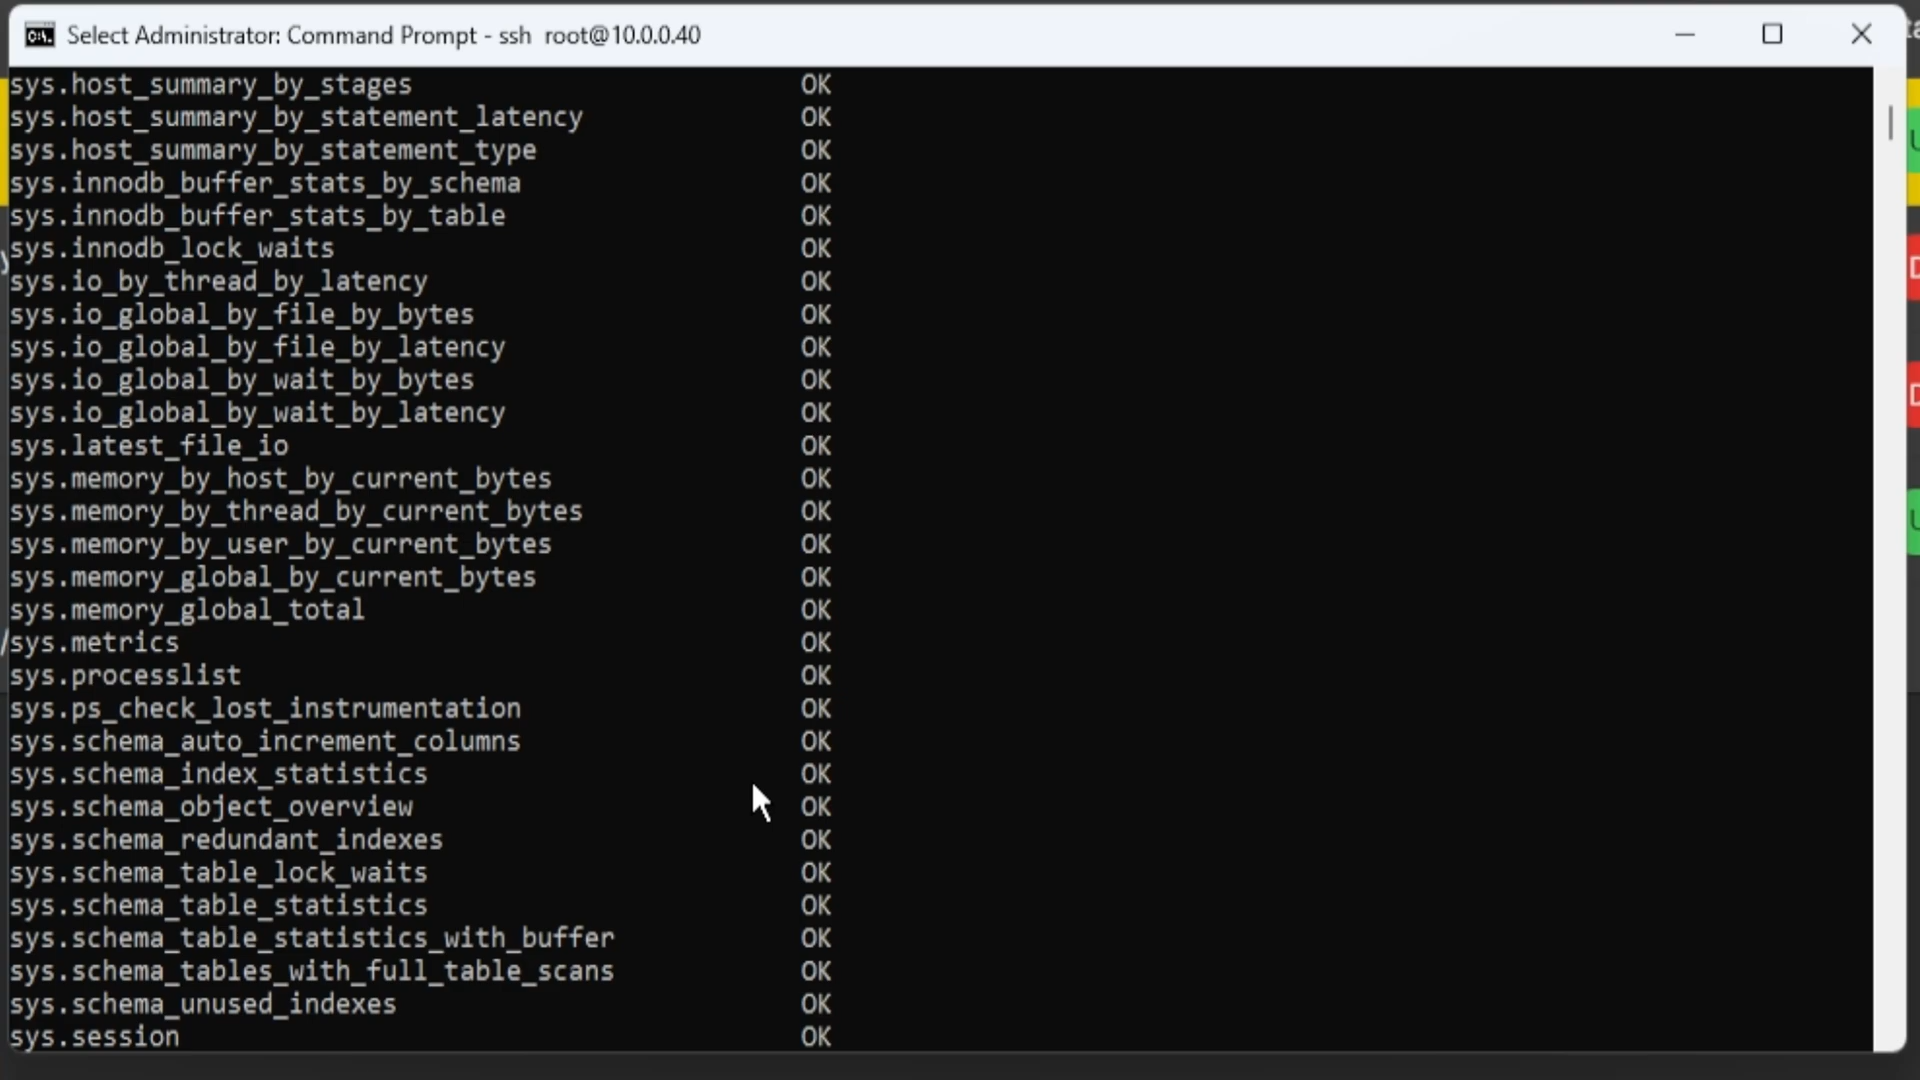 Select Administrator: Command Prompt - ssh root@10.0.0.40
sys.host_summary_by_stages OK
sys.host_summary_by_statement_latency OK
sys.host_summary_by_statement_type OK
sys.innodb_buffer_stats_by_schema OK
sys.innodb_buffer_stats_by_table OK
sys.innodb_lock_waits OK
sys.io_by_thread_by_latency OK
sys.io_global_by_file_by_bytes OK
sys.io_global_by_file_by_latency OK
sys.io_global_by_wait_by_bytes OK
sys.io_global_by_wait_by_latency OK
sys.latest_file_io OK
sys.memory_by_host_by_current_bytes OK
sys.memory_by_thread_by_current_bytes OK
sys.memory_by_user_by_current_bytes OK
sys.memory_global_by_current_bytes OK
sys.memory_global_total OK
sys.metrics OK
sys.processlist OK
sys.ps_check_lost_instrumentation OK
sys.schema_auto_increment_columns OK
sys.schema_index_statistics OK
sys.schema_object_overview OK
sys.schema_redundant_indexes OK
sys.schema_table_lock_waits OK
sys.schema_table_statistics OK
sys.schema_table_statistics_with_buffer OK
sys.schema_tables_with_full_table_scans OK
sys.schema_unused_indexes OK
sys.session OK